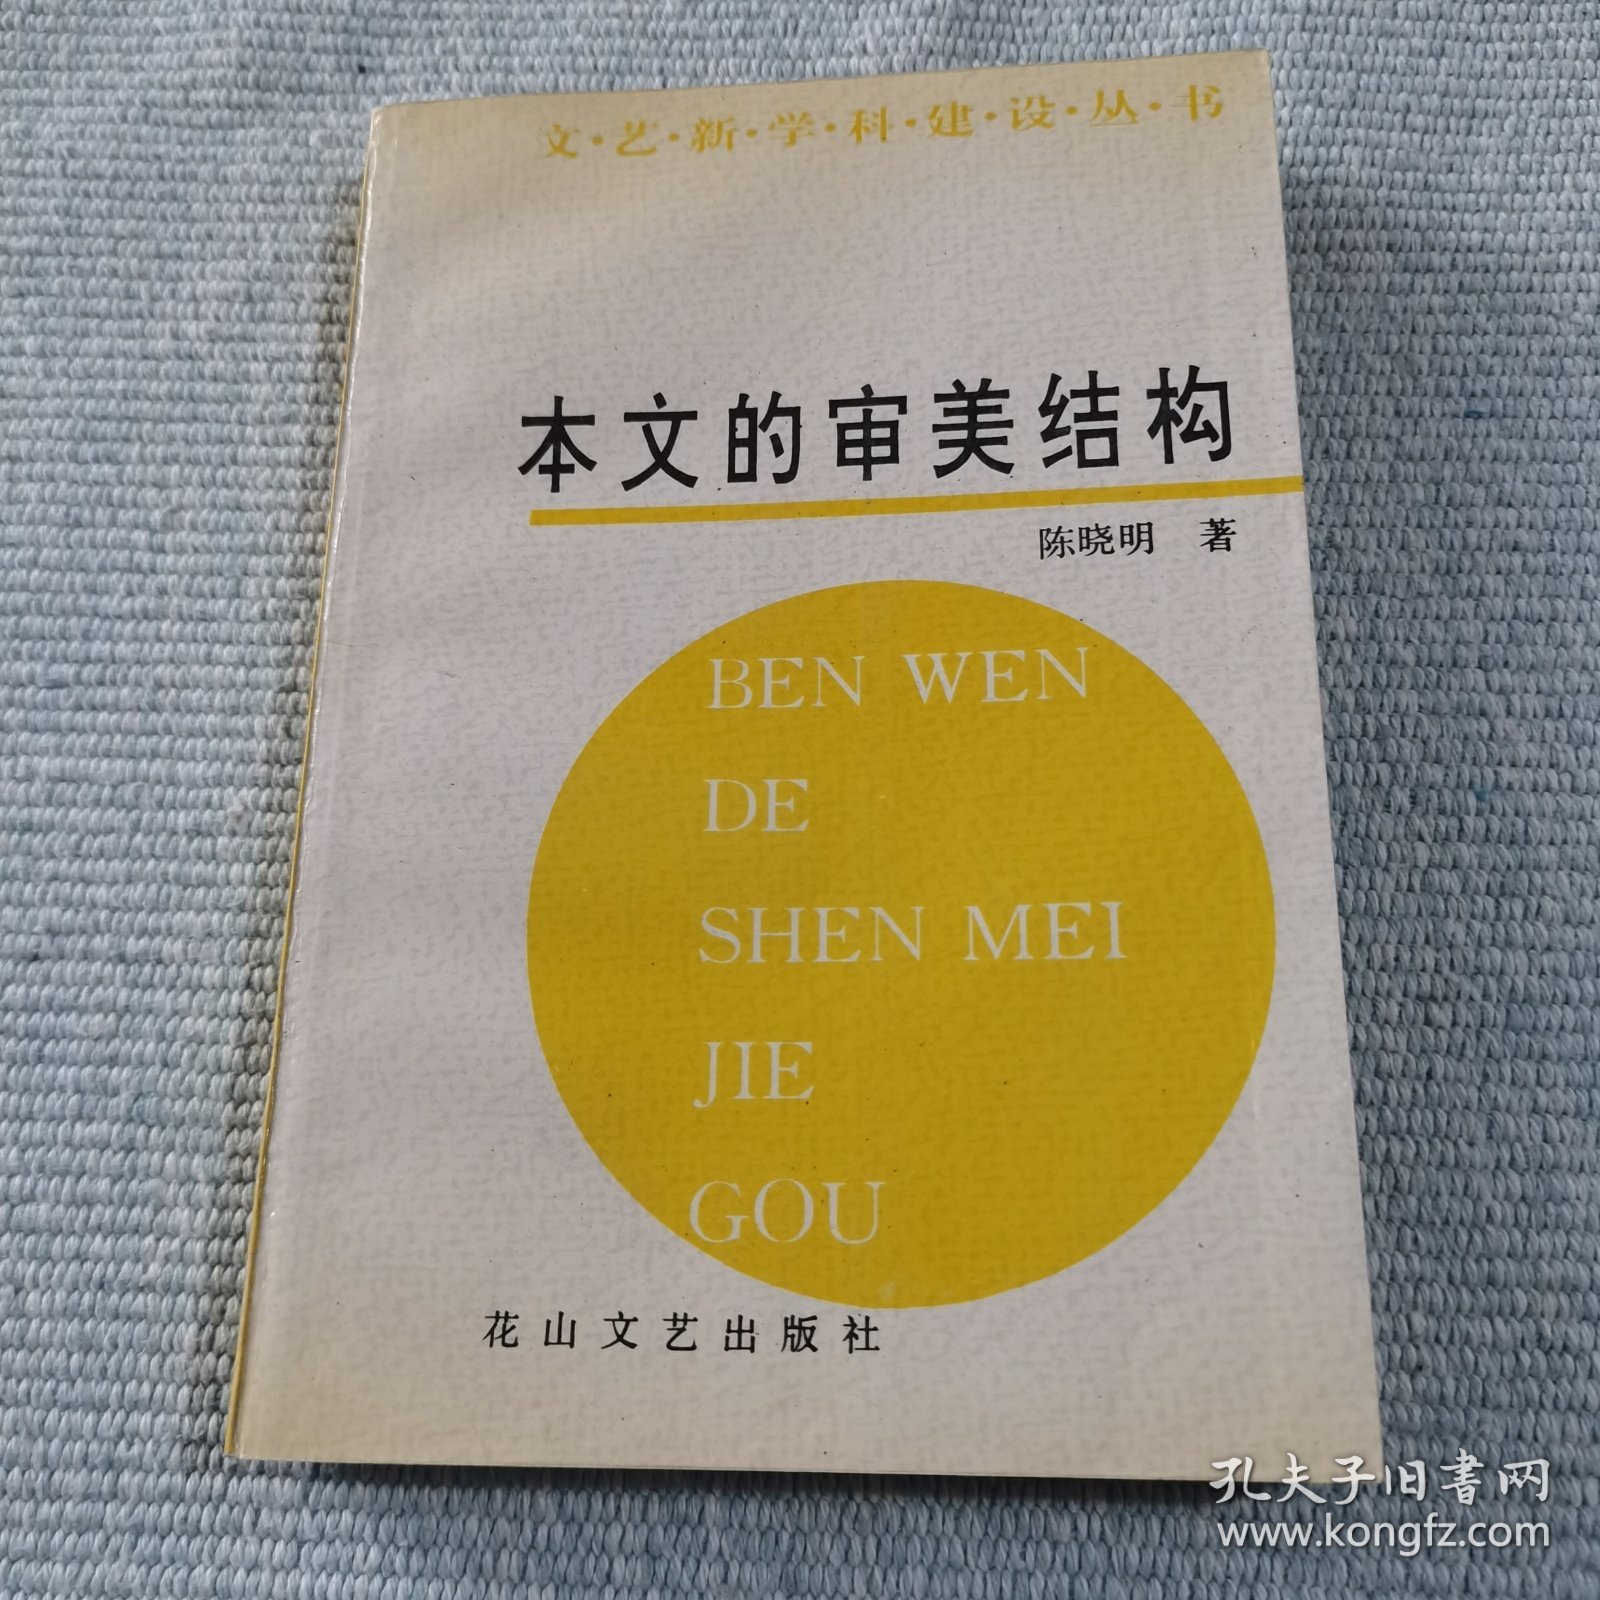 文·艺·新·学·科·建·设·丛·书
本文的审美结构
陈晓明 著
BEN WEN
DE
SHEN MEI
JIE
GOU
花山文艺出版社
孔夫子旧書网
www.kongfz.com